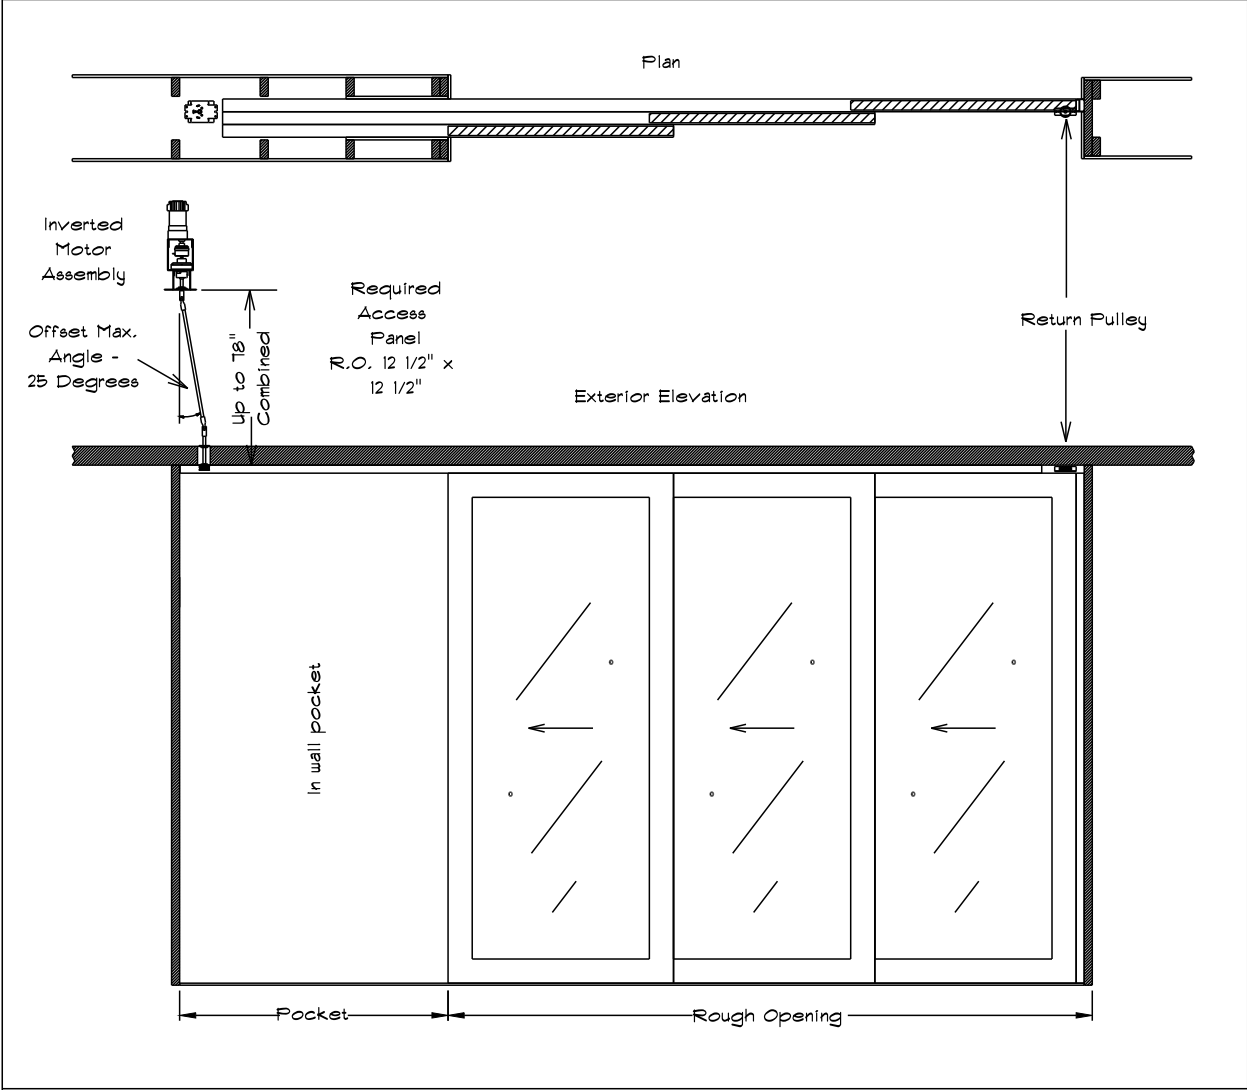 Plan
Inverted
Motor
Assembly
Offset Max.
Angle -
25 Degrees
Up to 78"
Combined
Required
Access
Panel
R.O. 12 1/2" x
12 1/2"
Return Pulley
Exterior Elevation
In wall pocket
Pocket
Rough Opening